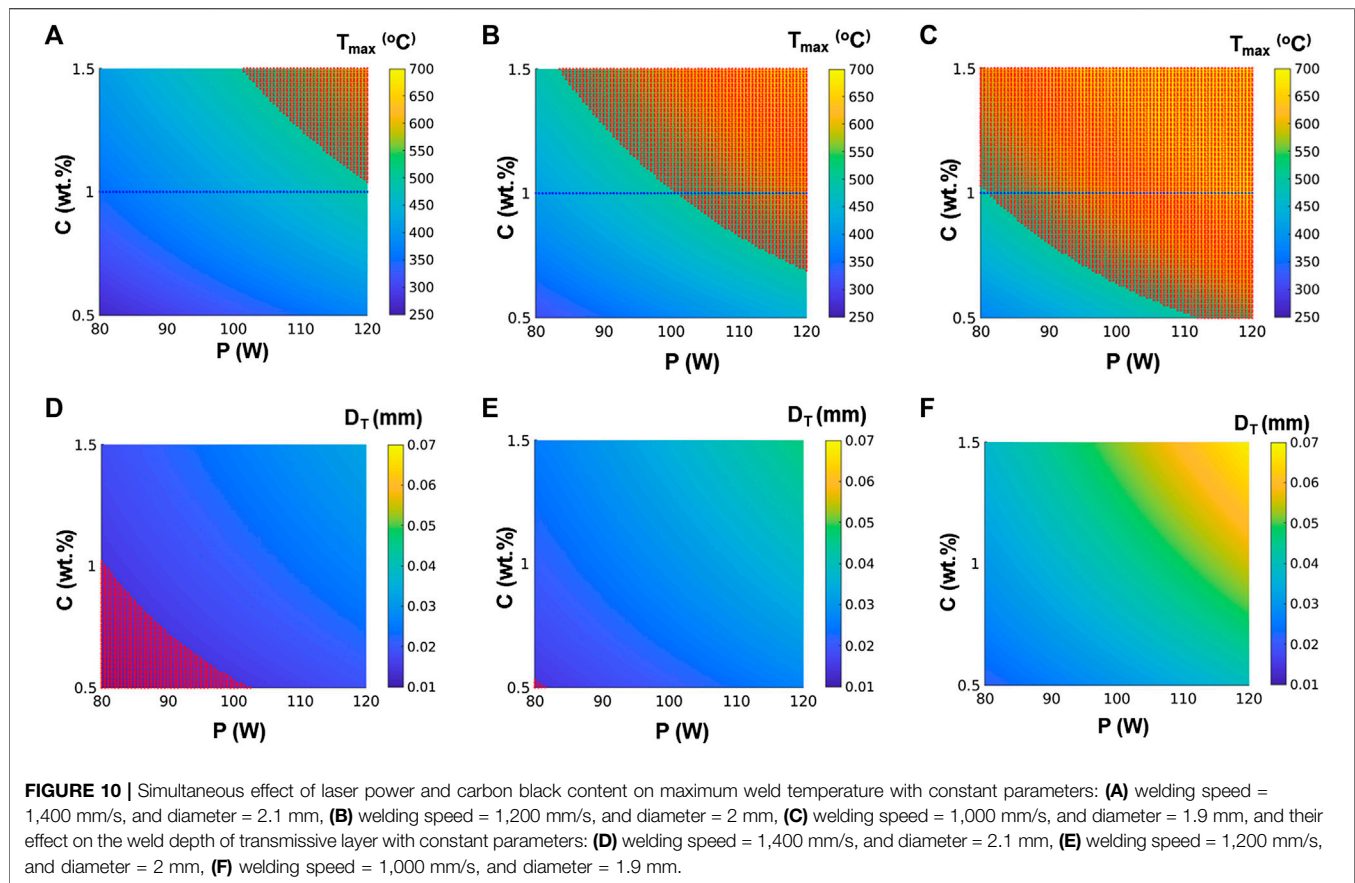 A
T_max (°C)
1.5
1
0.5
C (wt.%)
80 90 100 110 120
P (W)
700
650
600
550
500
450
400
350
300
250
B
T_max (°C)
1.5
1
0.5
C (wt.%)
80 90 100 110 120
P (W)
700
650
600
550
500
450
400
350
300
250
C
T_max (°C)
1.5
1
0.5
C (wt.%)
80 90 100 110 120
P (W)
700
650
600
550
500
450
400
350
300
250
D
D_T (mm)
1.5
1
0.5
C (wt.%)
80 90 100 110 120
P (W)
0.07
0.06
0.05
0.04
0.03
0.02
0.01
E
D_T (mm)
1.5
1
0.5
C (wt.%)
80 90 100 110 120
P (W)
0.07
0.06
0.05
0.04
0.03
0.02
0.01
F
D_T (mm)
1.5
1
0.5
C (wt.%)
80 90 100 110 120
P (W)
0.07
0.06
0.05
0.04
0.03
0.02
0.01
FIGURE 10 | Simultaneous effect of laser power and carbon black content on maximum weld temperature with constant parameters: (A) welding speed =
1,400 mm/s, and diameter = 2.1 mm, (B) welding speed = 1,200 mm/s, and diameter = 2 mm, (C) welding speed = 1,000 mm/s, and diameter = 1.9 mm, and their
effect on the weld depth of transmissive layer with constant parameters: (D) welding speed = 1,400 mm/s, and diameter = 2.1 mm, (E) welding speed = 1,200 mm/s,
and diameter = 2 mm, (F) welding speed = 1,000 mm/s, and diameter = 1.9 mm.